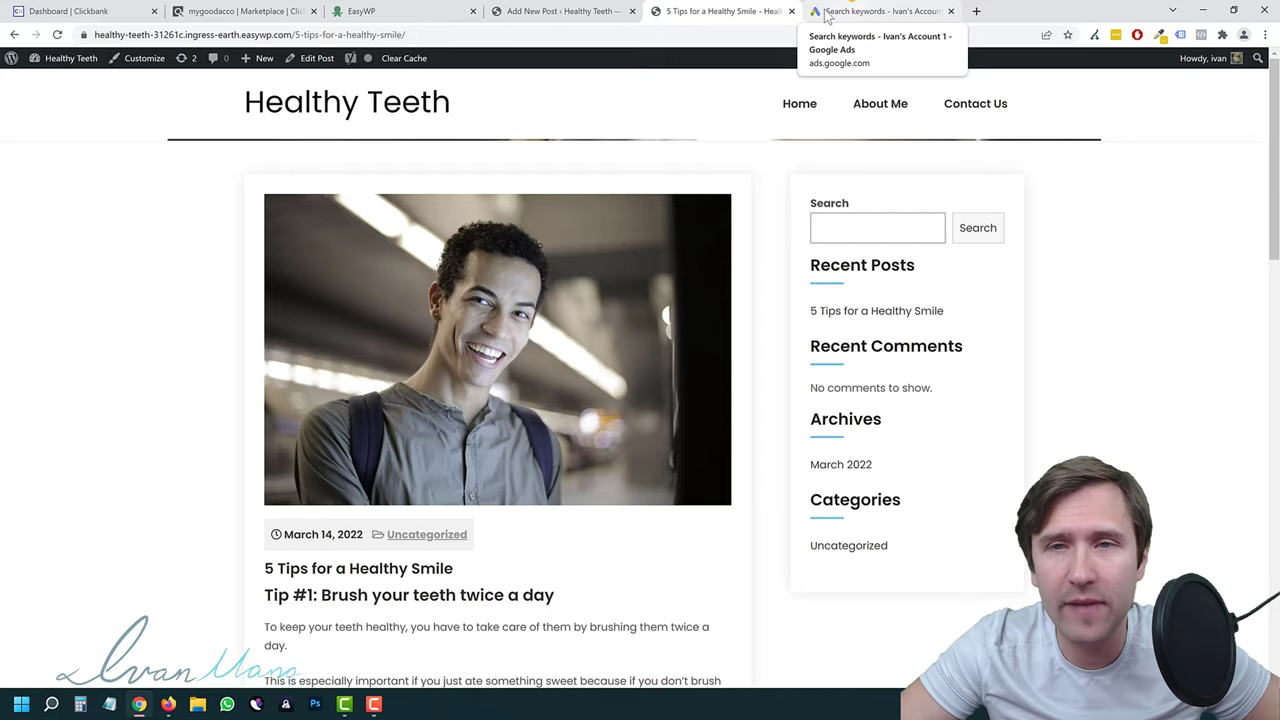 Dashboard | Clickbank
mygoodacco | Marketplace | Click
EasyWP
Add New Post ‹ Healthy Teeth —
5 Tips for a Healthy Smile - Heal
Search keywords - Ivan's Accoun
healthy-teeth-31261c.ingress-earth.easywp.com/5-tips-for-a-healthy-smile/
Search keywords - Ivan's Account 1 -
Google Ads
ads.google.com
Healthy Teeth
Customize
2
0
New
Edit Post
Clear Cache
Howdy, ivan
Healthy Teeth
Home
About Me
Contact Us
Search
Search
Recent Posts
5 Tips for a Healthy Smile
Recent Comments
No comments to show.
Archives
March 2022
Categories
Uncategorized
March 14, 2022
Uncategorized
5 Tips for a Healthy Smile
Tip #1: Brush your teeth twice a day
To keep your teeth healthy, you have to take care of them by brushing them twice a
day.
This is especially important if you just ate something sweet because if you don't brush
Ivan Mana